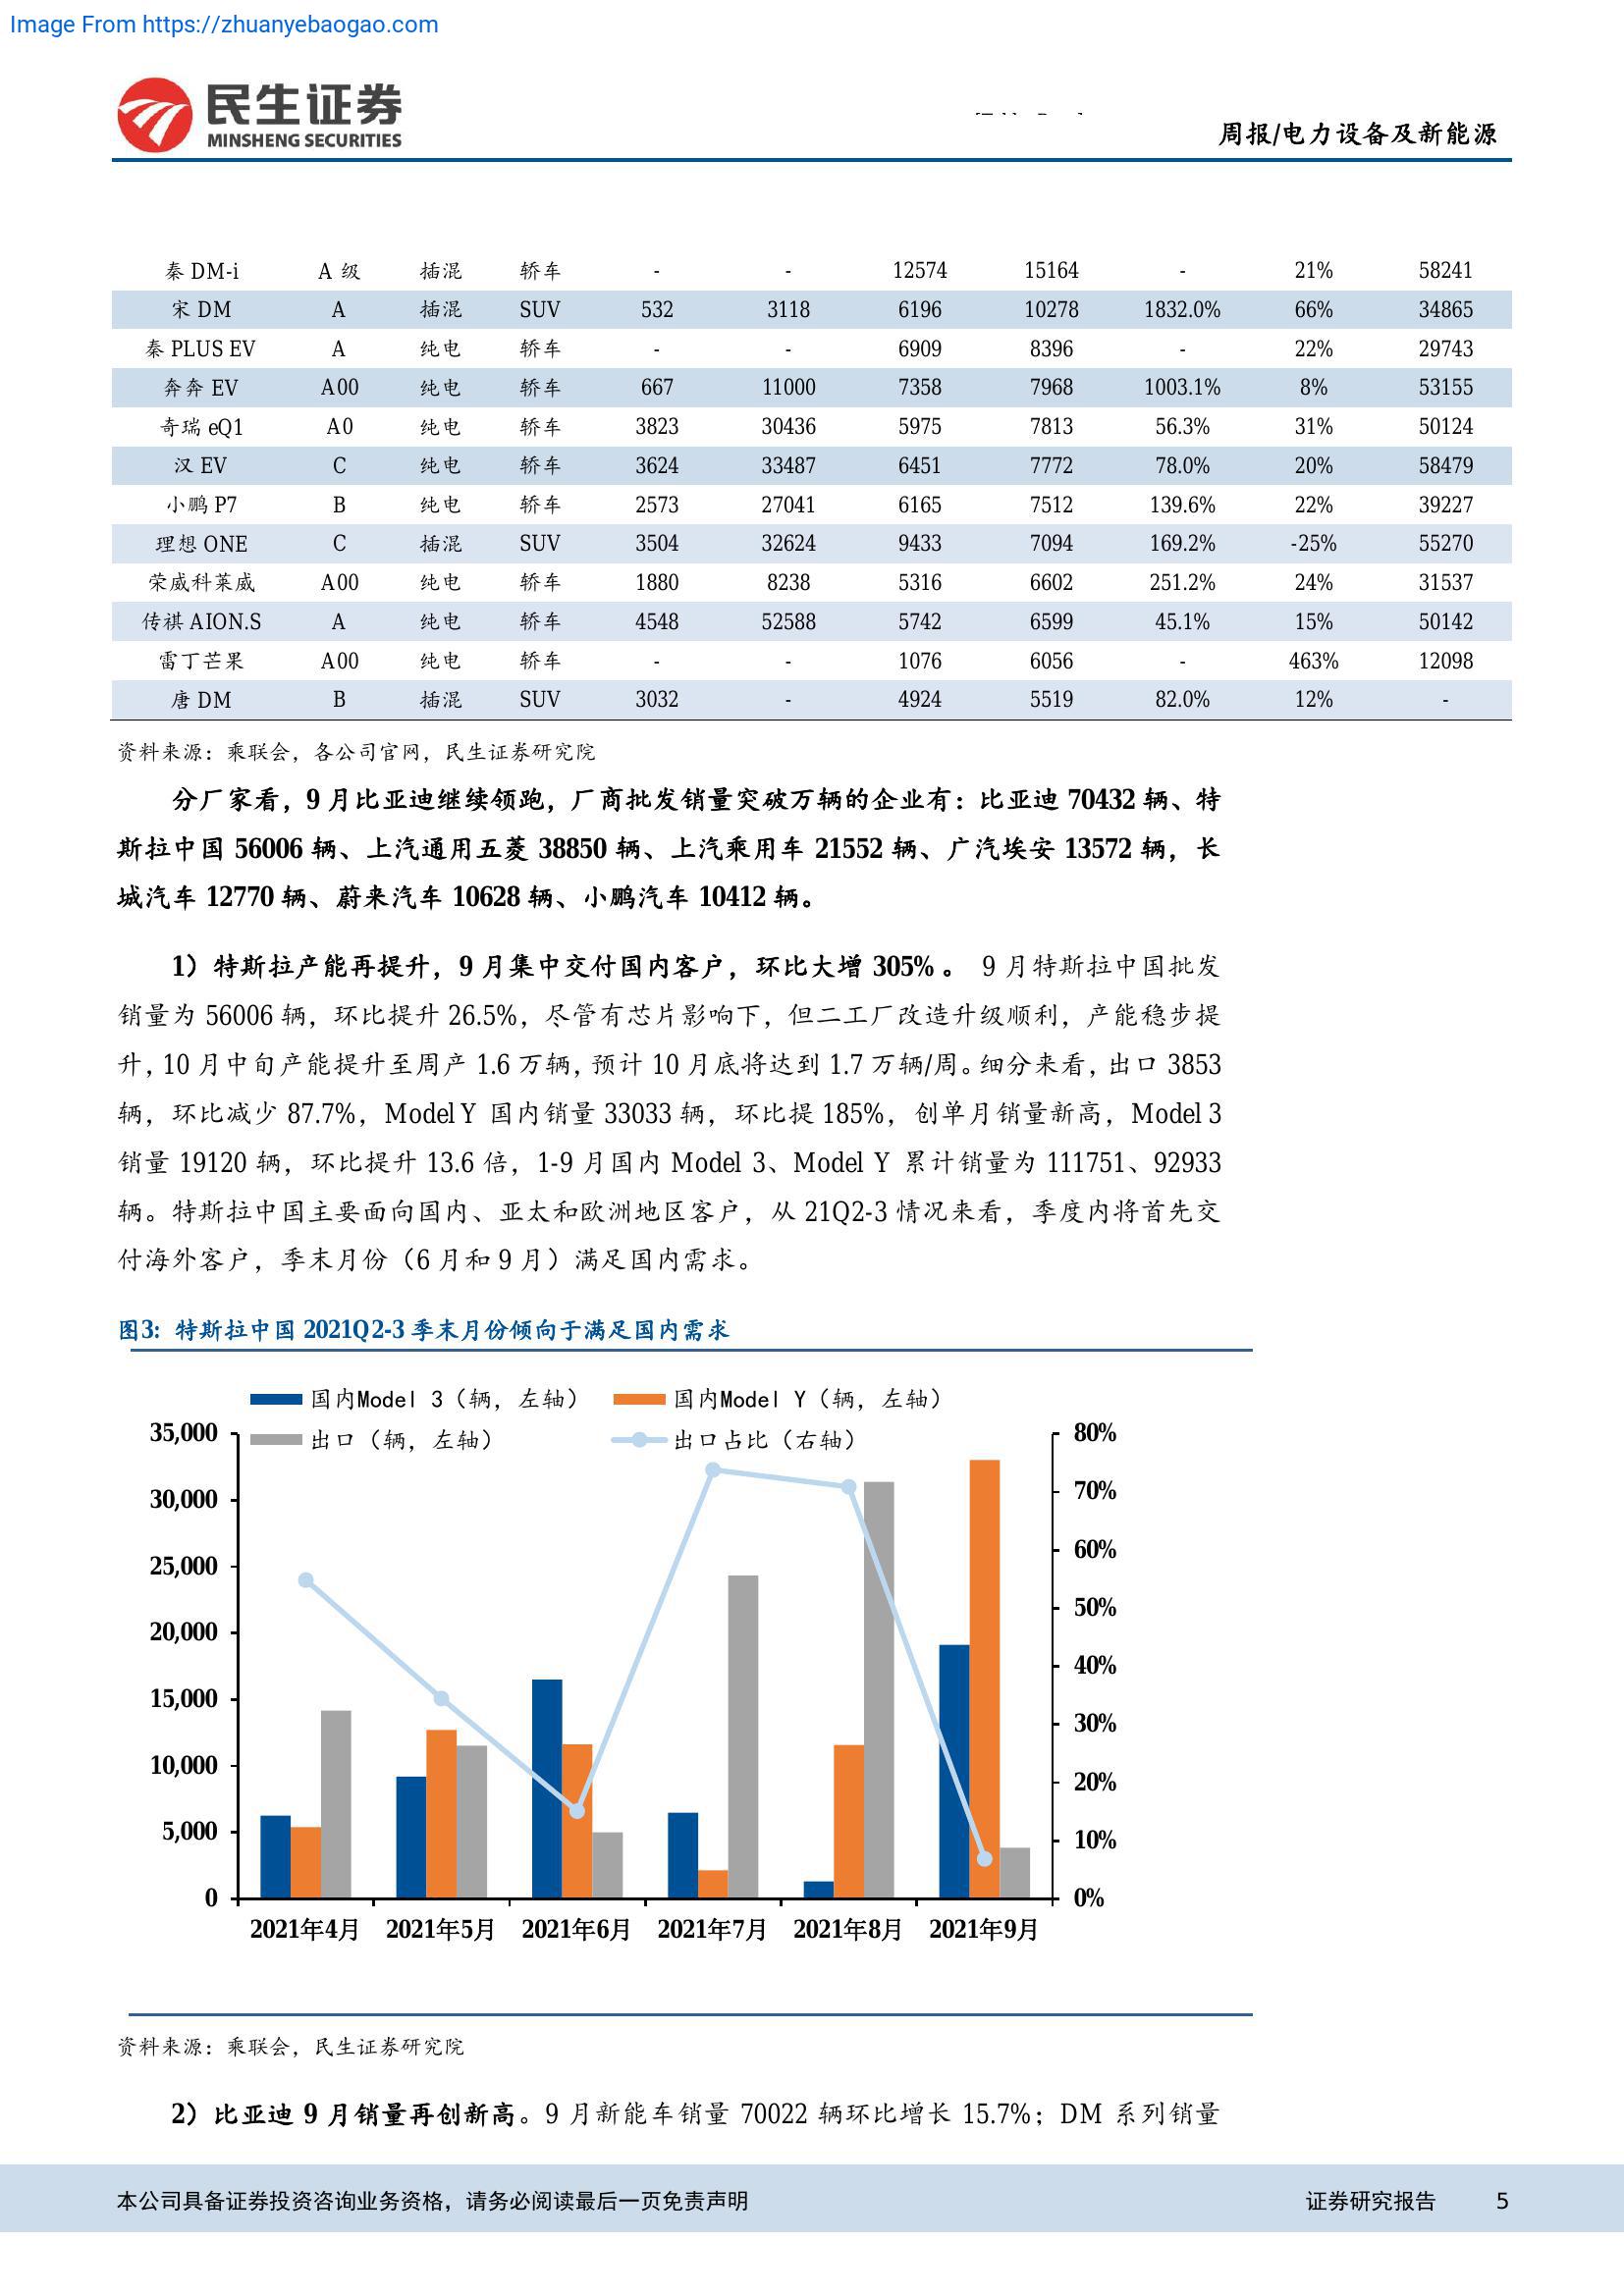 Image From https://zhuanyebaogao.com
民生证券
MINSHENG SECURITIES
周报/电力设备及新能源
秦 DM-i A 级 插混 轿车 - - 12574 15164 - 21% 58241
宋 DM A 插混 SUV 532 3118 6196 10278 1832.0% 66% 34865
秦 PLUS EV A 纯电 轿车 - - 6909 8396 - 22% 29743
奔奔 EV A00 纯电 轿车 667 11000 7358 7968 1003.1% 8% 53155
奇瑞 eQ1 A0 纯电 轿车 3823 30436 5975 7813 56.3% 31% 50124
汉 EV C 纯电 轿车 3624 33487 6451 7772 78.0% 20% 58479
小鹏 P7 B 纯电 轿车 2573 27041 6165 7512 139.6% 22% 39227
理想 ONE C 插混 SUV 3504 32624 9433 7094 169.2% -25% 55270
荣威科莱威 A00 纯电 轿车 1880 8238 5316 6602 251.2% 24% 31537
传祺 AION.S A 纯电 轿车 4548 52588 5742 6599 45.1% 15% 50142
雷丁芒果 A00 纯电 轿车 - - 1076 6056 - 463% 12098
唐 DM B 插混 SUV 3032 - 4924 5519 82.0% 12% -
资料来源：乘联会，各公司官网，民生证券研究院
分厂家看，9 月比亚迪继续领跑，厂商批发销量突破万辆的企业有：比亚迪 70432 辆、特
斯拉中国 56006 辆、上汽通用五菱 38850 辆、上汽乘用车 21552 辆、广汽埃安 13572 辆，长
城汽车 12770 辆、蔚来汽车 10628 辆、小鹏汽车 10412 辆。
1）特斯拉产能再提升，9 月集中交付国内客户，环比大增 305% 。 9 月特斯拉中国批发
销量为 56006 辆，环比提升 26.5%，尽管有芯片影响下，但二工厂改造升级顺利，产能稳步提
升，10 月中旬产能提升至周产 1.6 万辆，预计 10 月底将达到 1.7 万辆/周。细分来看，出口 3853
辆，环比减少 87.7%，Model Y 国内销量 33033 辆，环比提 185%，创单月销量新高，Model 3
销量 19120 辆，环比提升 13.6 倍，1-9 月国内 Model 3、Model Y 累计销量为 111751、92933
辆。特斯拉中国主要面向国内、亚太和欧洲地区客户，从 21Q2-3 情况来看，季度内将首先交
付海外客户，季末月份（6 月和 9 月）满足国内需求。
图3: 特斯拉中国 2021Q2-3 季末月份倾向于满足国内需求
国内Model 3（辆，左轴） 国内Model Y（辆，左轴）
出口（辆，左轴） 出口占比（右轴）
35,000 80%
30,000 70%
25,000 60%
20,000 50%
15,000 40%
10,000 30%
5,000 20%
0 10%
0%
2021年4月 2021年5月 2021年6月 2021年7月 2021年8月 2021年9月
资料来源：乘联会，民生证券研究院
2）比亚迪 9 月销量再创新高。9 月新能车销量 70022 辆环比增长 15.7%；DM 系列销量
本公司具备证券投资咨询业务资格，请务必阅读最后一页免责声明 证券研究报告 5